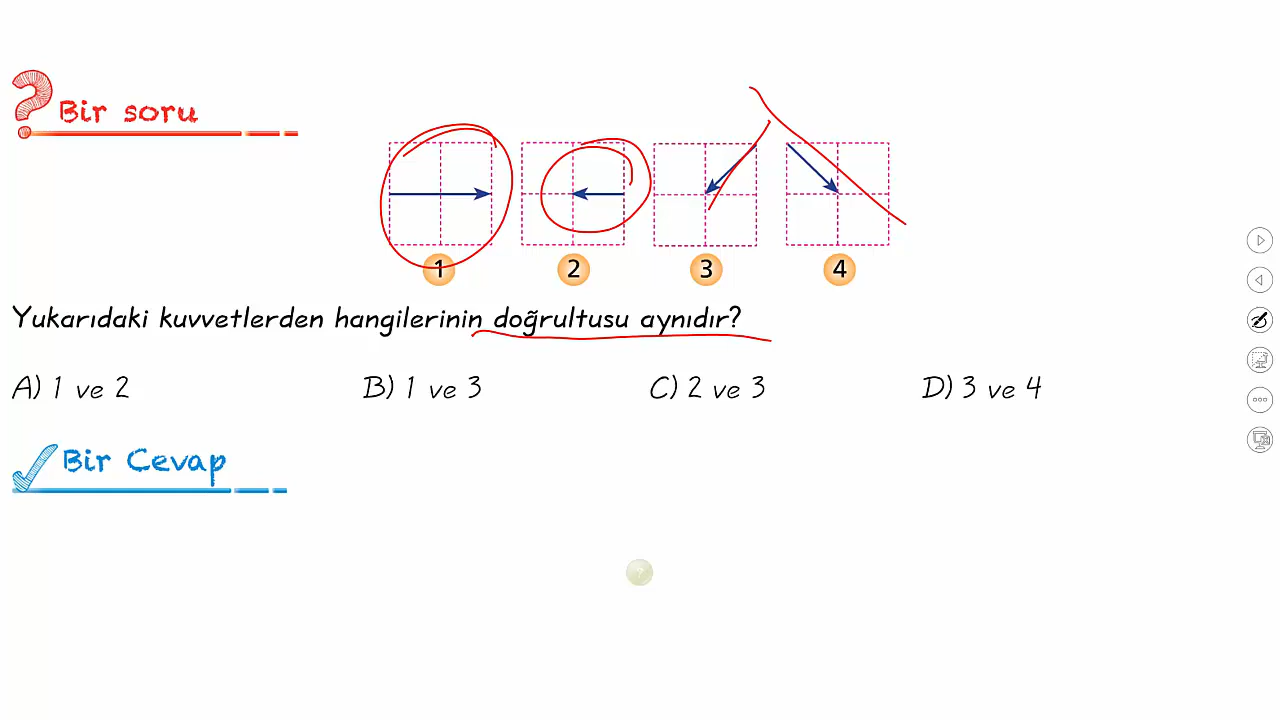 Bir soru
1 2 3 4
Yukarıdaki kuvvetlerden hangilerinin doğrultusu aynıdır?
A) 1 ve 2 B) 1 ve 3 C) 2 ve 3 D) 3 ve 4
Bir Cevap
?